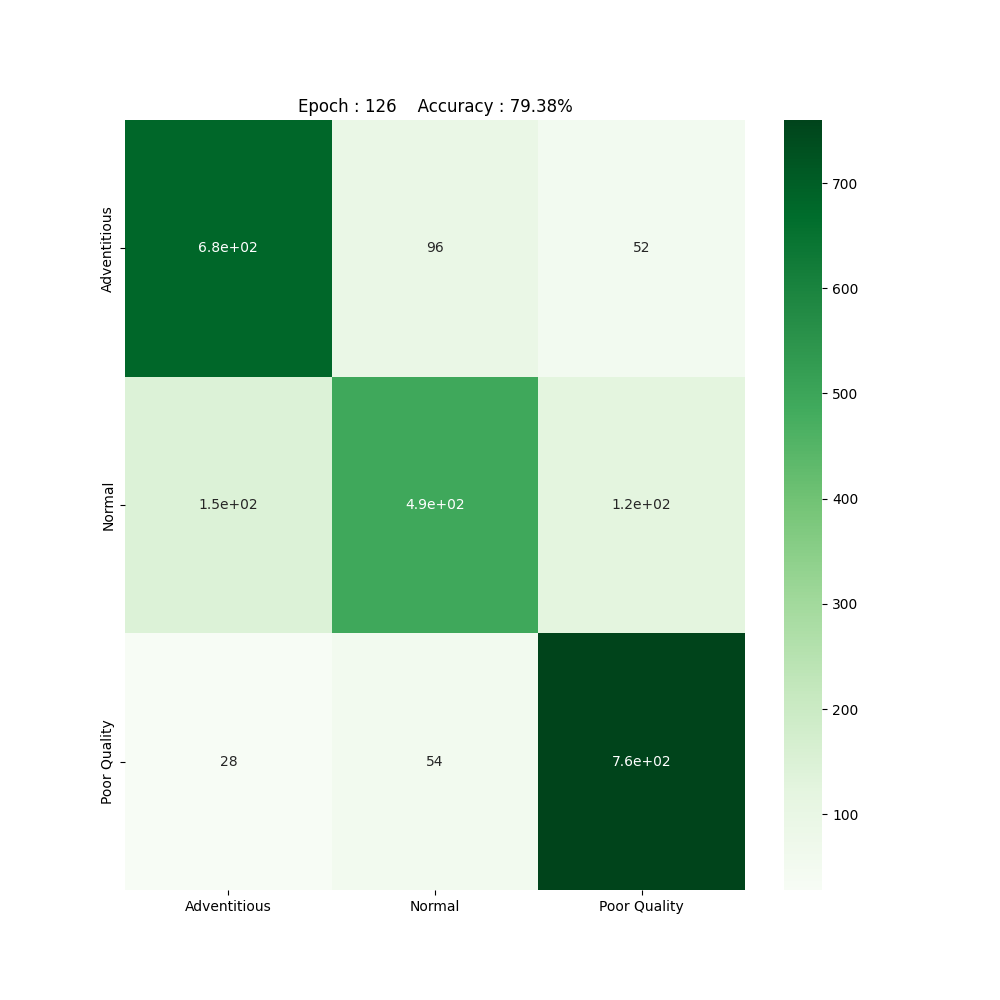 Epoch : 126    Accuracy : 79.38%
Adventitious
6.8e+02 96 52
Normal
1.5e+02 4.9e+02 1.2e+02
Poor Quality
28 54 7.6e+02
Adventitious Normal Poor Quality
700
600
500
400
300
200
100